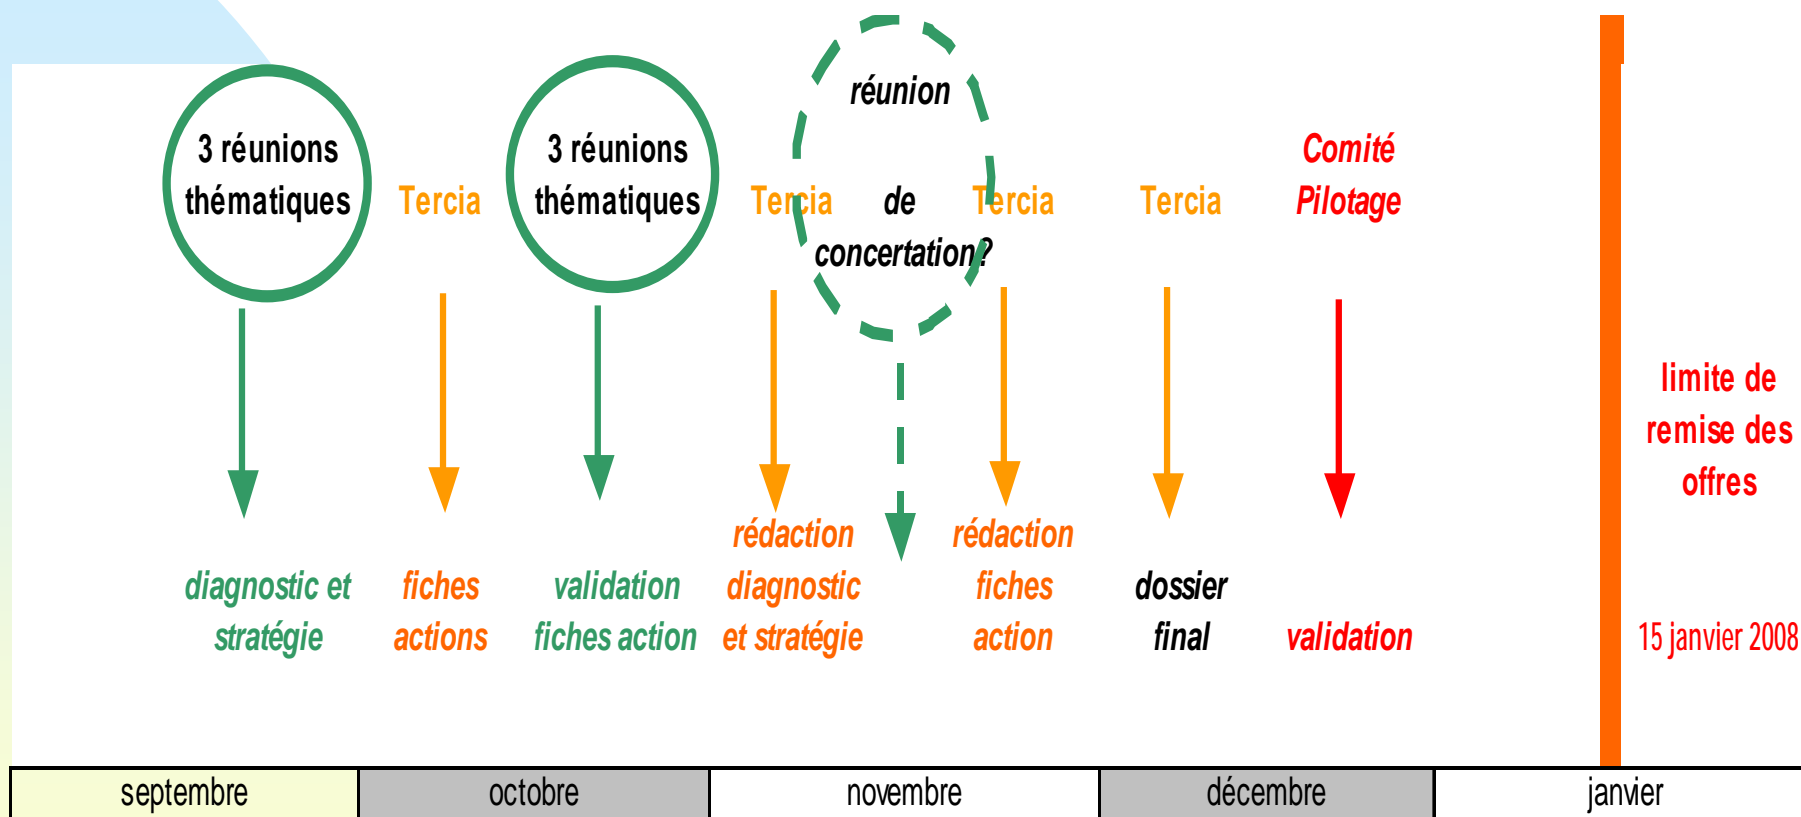 3 réunions
thématiques
Tercia
3 réunions
thématiques
Tercia
réunion
de
concertation?
Tercia
Tercia
Comité
Pilotage
diagnostic et
stratégie
fiches
actions
validation
fiches action
rédaction
diagnostic
et stratégie
rédaction
fiches
action
dossier
final
validation
limite de
remise des
offres
15 janvier 2008
septembre
octobre
novembre
décembre
janvier